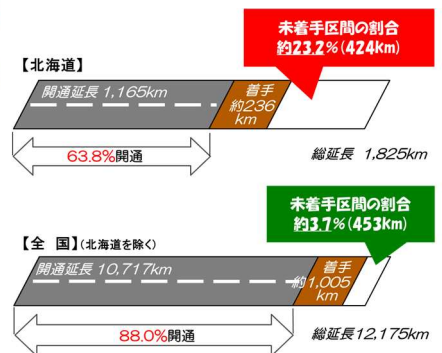 未着手区間の割合
約23.2%(424km)
【北海道】
開通延長 1,165km
着手
約236
km
63.8%開通
総延長 1,825km
未着手区間の割合
約3.7%(453km)
【全 国】(北海道を除く)
開通延長 10,717km
着手
約1,005
km
88.0%開通
総延長12,175km